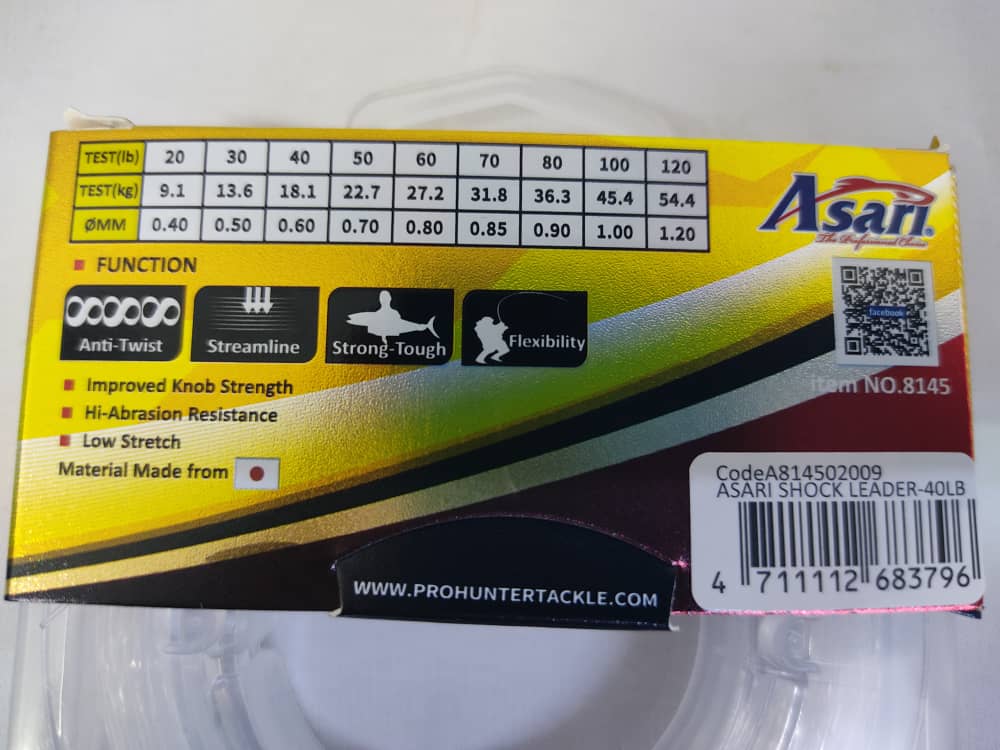 TEST(lb) 20 30 40 50 60 70 80 100 120
TEST(kg) 9.1 13.6 18.1 22.7 27.2 31.8 36.3 45.4 54.4
ØMM 0.40 0.50 0.60 0.70 0.80 0.85 0.90 1.00 1.20
Asari.
The Professional Choice
FUNCTION
facebook
Anti-Twist Streamline Strong-Tough Flexibility
item NO.8145
Improved Knob Strength
Hi-Abrasion Resistance
Low Stretch
Material Made from
CodeA814502009
ASARI SHOCK LEADER-40LB
4 711112 683796
WWW.PROHUNTERTACKLE.COM